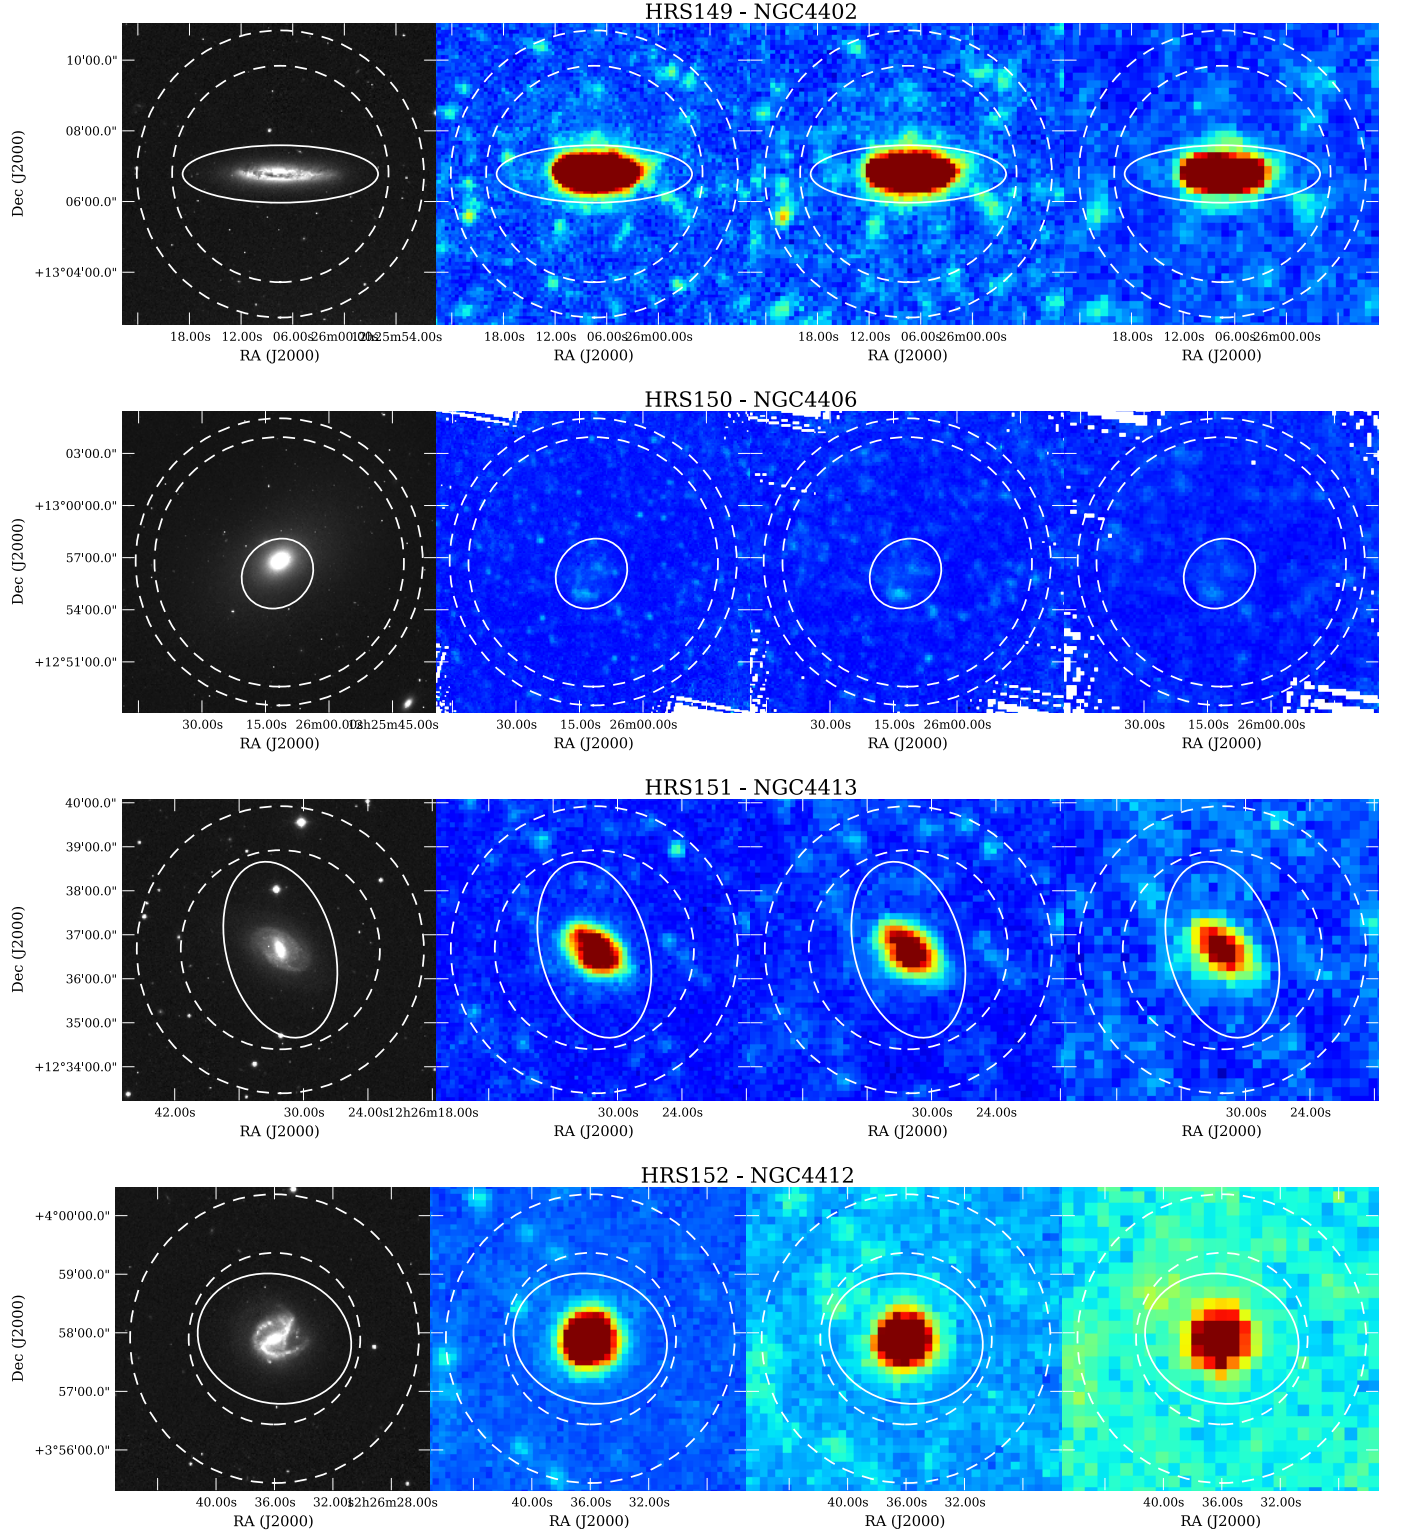 HRS149 - NGC4402
10'00.0"
08'00.0"
06'00.0"
+13°04'00.0"
Dec (J2000)
18.00s 12.00s 06.00s 26m00.00s 12h25m54.00s 18.00s 12.00s 06.00s 26m00.00s 18.00s 12.00s 06.00s 26m00.00s 18.00s 12.00s 06.00s 26m00.00s
RA (J2000) RA (J2000) RA (J2000) RA (J2000)
HRS150 - NGC4406
03'00.0"
+13°00'00.0"
57'00.0"
54'00.0"
+12°51'00.0"
Dec (J2000)
30.00s 15.00s 26m00.00s 12h25m45.00s 30.00s 15.00s 26m00.00s 30.00s 15.00s 26m00.00s 30.00s 15.00s 26m00.00s
RA (J2000) RA (J2000) RA (J2000) RA (J2000)
HRS151 - NGC4413
40'00.0"
39'00.0"
38'00.0"
37'00.0"
36'00.0"
35'00.0"
+12°34'00.0"
Dec (J2000)
42.00s 30.00s 24.00s 12h26m18.00s 30.00s 24.00s 30.00s 24.00s 30.00s 24.00s
RA (J2000) RA (J2000) RA (J2000) RA (J2000)
HRS152 - NGC4412
+4°00'00.0"
59'00.0"
58'00.0"
57'00.0"
+3°56'00.0"
Dec (J2000)
40.00s 36.00s 32.00s 12h26m28.00s 40.00s 36.00s 32.00s 40.00s 36.00s 32.00s 40.00s 36.00s 32.00s
RA (J2000) RA (J2000) RA (J2000) RA (J2000)